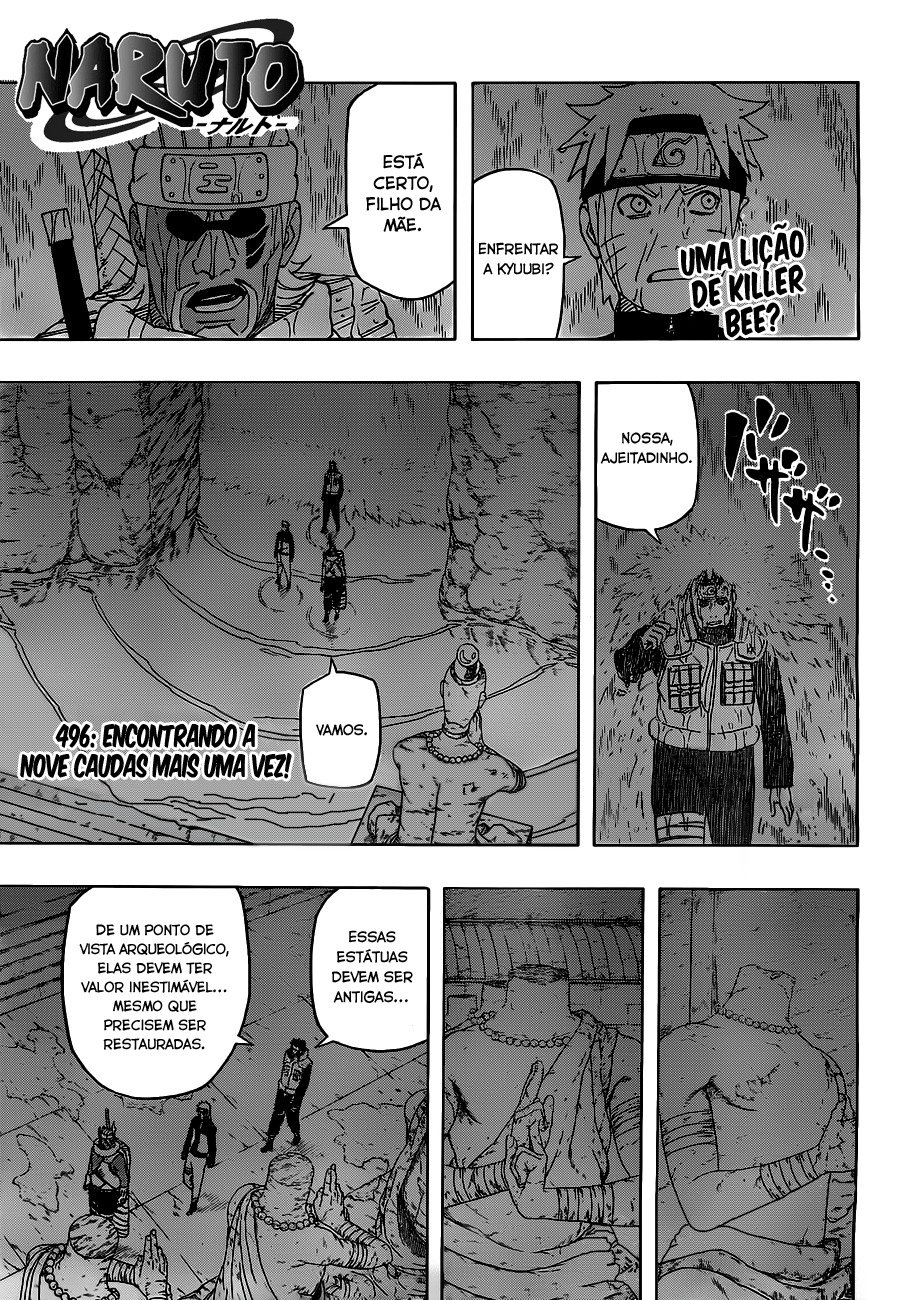 NARUTO
-ナルト-
ENFRENTAR
A KYUUBI?
UMA LIÇÃO
DE KILLER
BEE?
ESTÁ
CERTO,
FILHO DA
MÃE.
NOSSA,
AJEITADINHO.
バサササ...
VAMOS.
496: ENCONTRANDO A
NOVE CAUDAS MAIS UMA VEZ!
ESSAS
ESTÁTUAS
DEVEM SER
ANTIGAS...
DE UM PONTO DE
VISTA ARQUEOLÓGICO,
ELAS DEVEM TER
VALOR INESTIMÁVEL...
MESMO QUE
PRECISEM SER
RESTAURADAS.